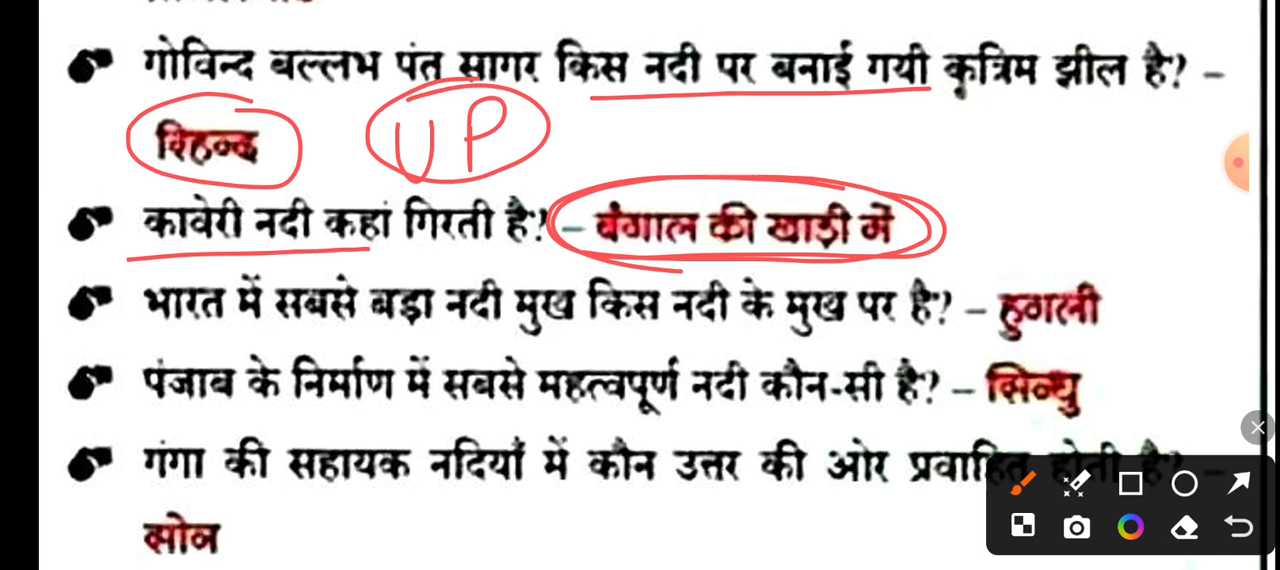 गोविन्द बल्लभ पंत सागर किस नदी पर बनाई गयी कृत्रिम झील है? –
रिहन्द UP
कावेरी नदी कहां गिरती है? – बंगाल की खाड़ी में
भारत में सबसे बड़ा नदी मुख किस नदी के मुख पर है? – हुगली
पंजाब के निर्माण में सबसे महत्वपूर्ण नदी कौन-सी है? – सिन्धु
गंगा की सहायक नदियाँ में कौन उत्तर की ओर प्रवाहित होती है? –
सोन